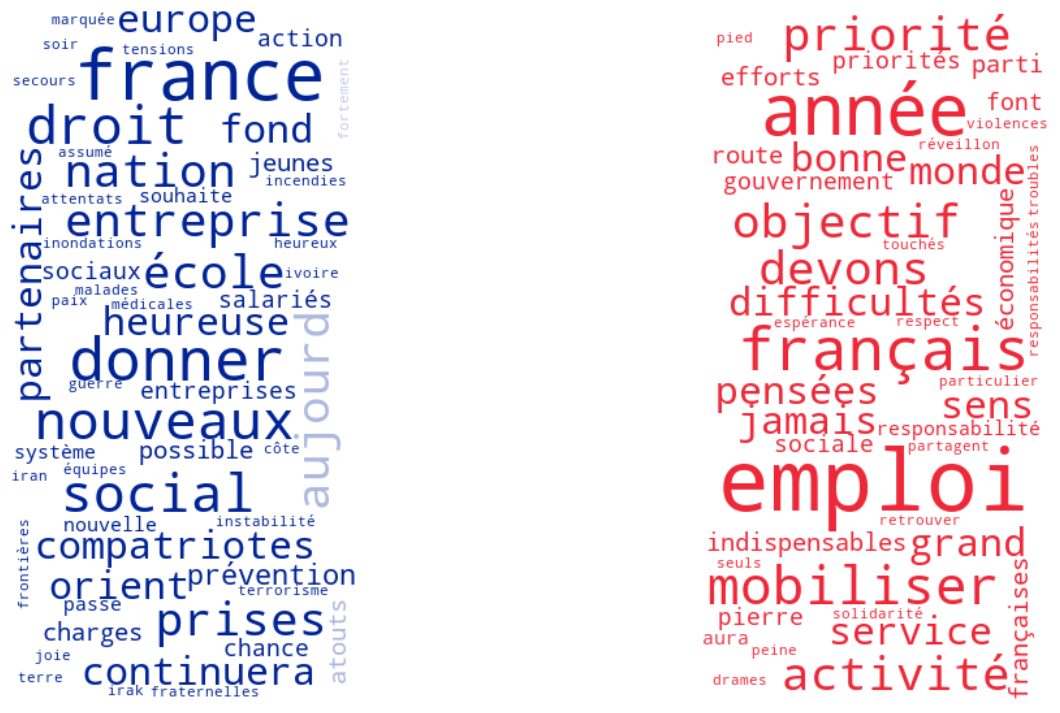 marquée europe
soir tensions action
secours france
fortement
droit fond
assumé nation jeunes
incendies
attentats souhaite
partenaires
entreprise
inondations heureux
sociaux école ivoire
malades
paix médicales salariés
heureuse
aujourd
donner
guerre entreprises
nouveaux
système possible côte
iran équipes
social
nouvelle instabilité
frontières
compatriotes
orient prévention
terrorisme
passe
charges prises
atouts
joie chance
terre continuera
irak fraternelles
pied priorité
efforts priorités parti
année font
violences
réveillon
route bonne monde
gouvernement
troubles
économique
objectif
touchés
responsabilités
devons
difficultés
espérance respect
français
particulier
pensées sens
jamais responsabilité
sociale partagent
emploi
retrouver
indispensables grand
seuls
mobiliser
françaises
pierre solidarité
aura service
peine
drames activité